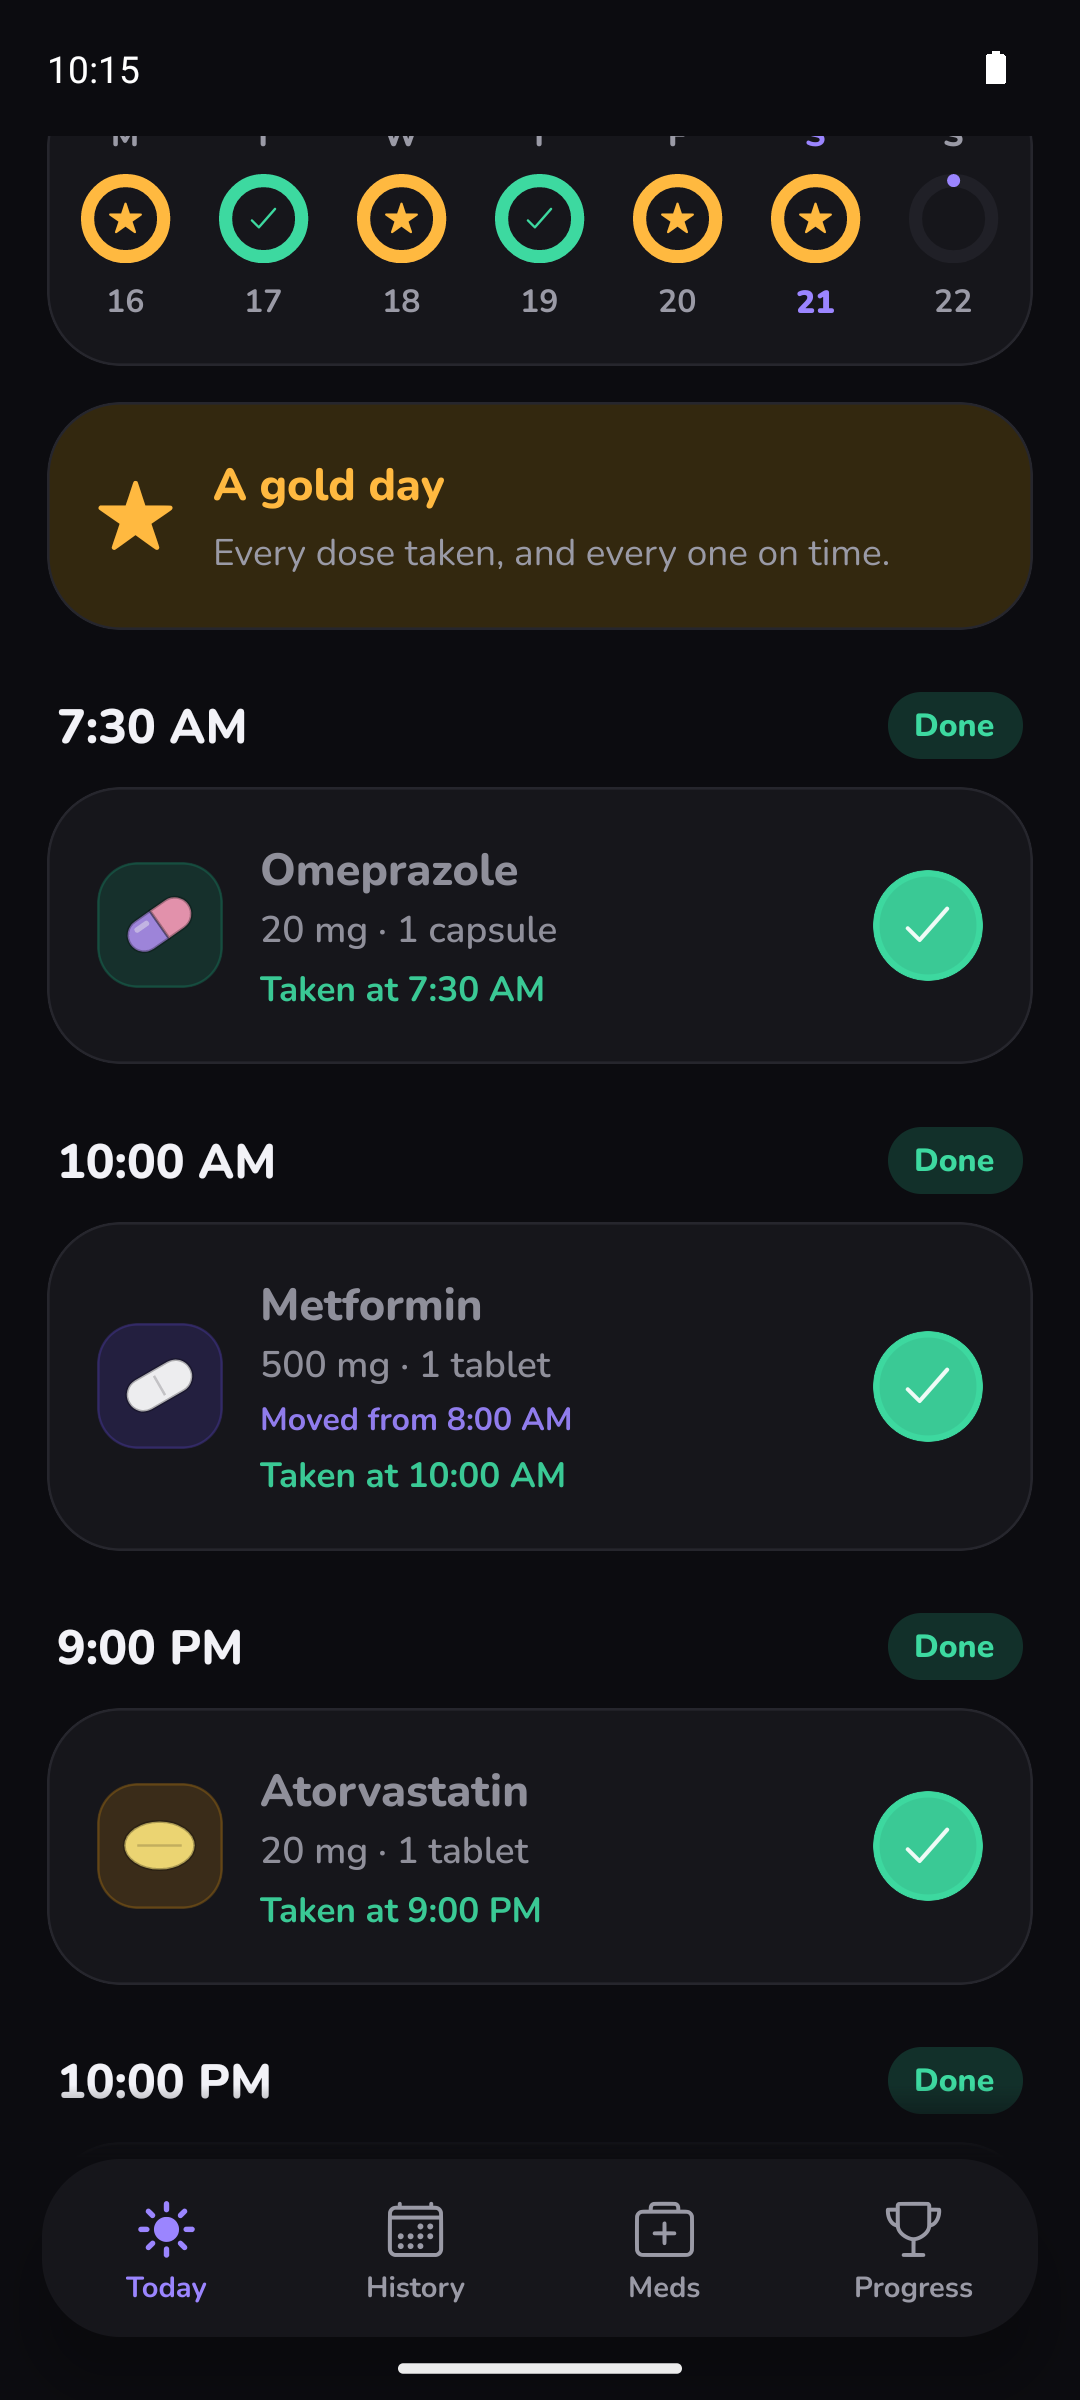 10:15
M T W T F S S
16 17 18 19 20 21 22
A gold day
Every dose taken, and every one on time.
7:30 AM
Done
Omeprazole
20 mg · 1 capsule
Taken at 7:30 AM
10:00 AM
Done
Metformin
500 mg · 1 tablet
Moved from 8:00 AM
Taken at 10:00 AM
9:00 PM
Done
Atorvastatin
20 mg · 1 tablet
Taken at 9:00 PM
10:00 PM
Done
Today
History
Meds
Progress